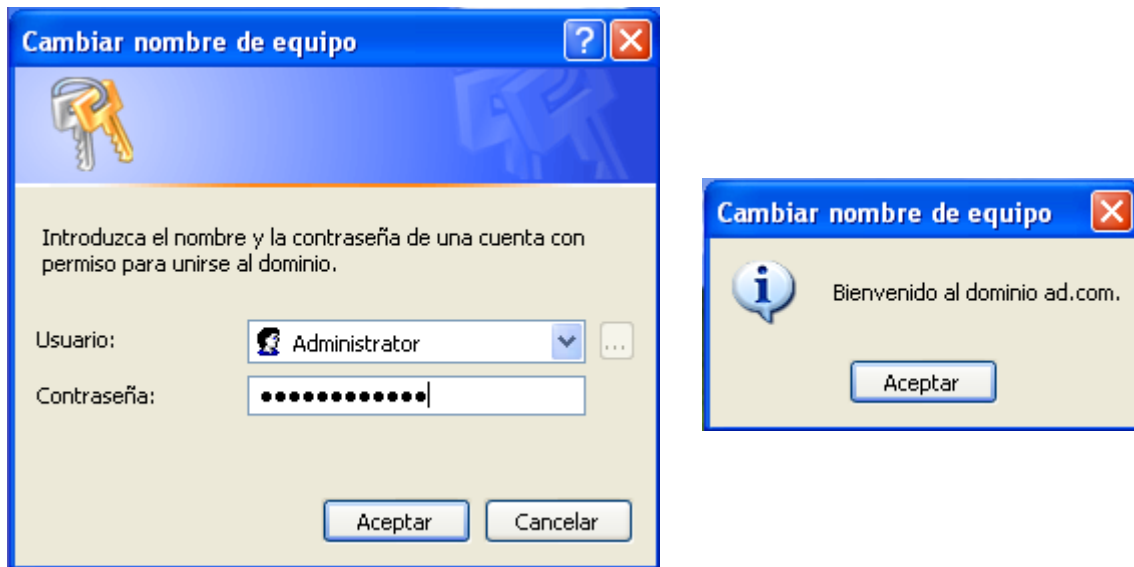 Cambiar nombre de equipo
Introduzca el nombre y la contraseña de una cuenta con
permiso para unirse al dominio.
Usuario:
Administrator
...
Contraseña:
●●●●●●●●●●●●
Aceptar
Cancelar
Cambiar nombre de equipo
Bienvenido al dominio ad.com.
Aceptar